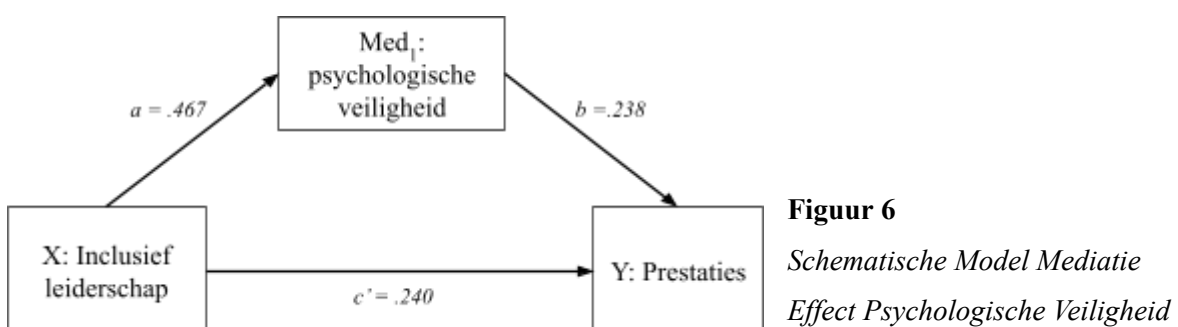 Med₁:
psychologische
veiligheid
a = .467
b =.238
X: Inclusief
leiderschap
c’ = .240
Y: Prestaties
Figuur 6
Schematische Model Mediatie
Effect Psychologische Veiligheid